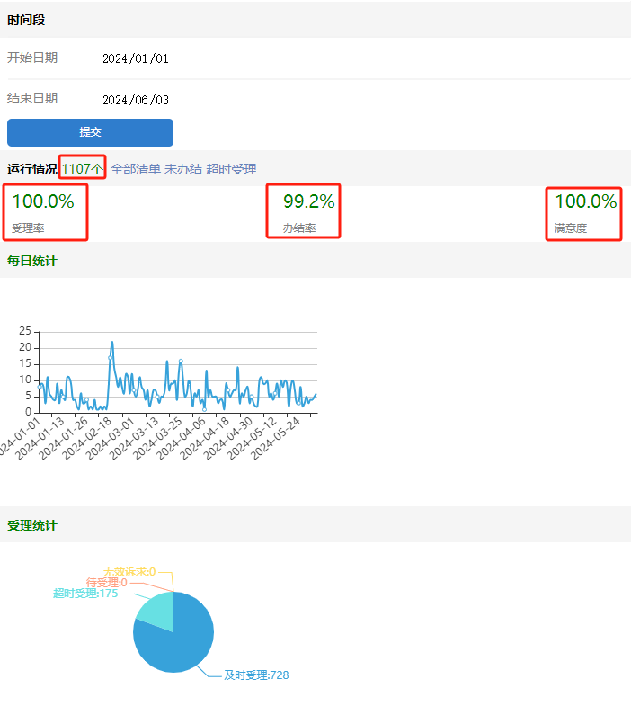 时间段
开始日期 2024/01/01
结束日期 2024/06/03
提交
运行情况 1107个 全部清单 未办结 超时受理
100.0% 99.2% 100.0%
受理率 办结率 满意度
每日统计
25
20
15
10
5
0
2024-01-01 2024-01-13 2024-01-26 2024-02-18 2024-03-01 2024-03-13 2024-03-25 2024-04-06 2024-04-18 2024-04-30 2024-05-12 2024-05-24
受理统计
无效诉求:0
待受理:0
超时受理:175
及时受理:728